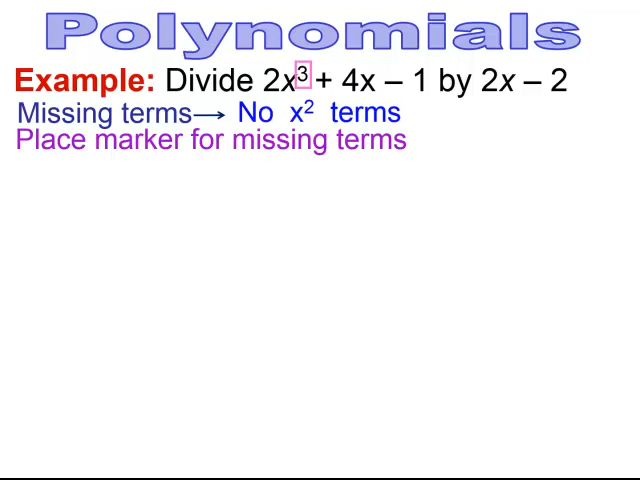 Polynomials
Example: Divide 2x³ + 4x – 1 by 2x – 2
Missing terms→ No x² terms
Place marker for missing terms